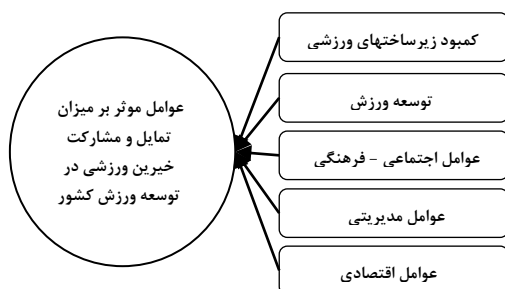 کمبود زیرساختهای ورزشی
توسعه ورزش
عوامل اجتماعی - فرهنگی
عوامل مدیریتی
عوامل اقتصادی
عوامل موثر بر میزان
تمایل و مشارکت
خیرین ورزشی در
توسعه ورزش کشور